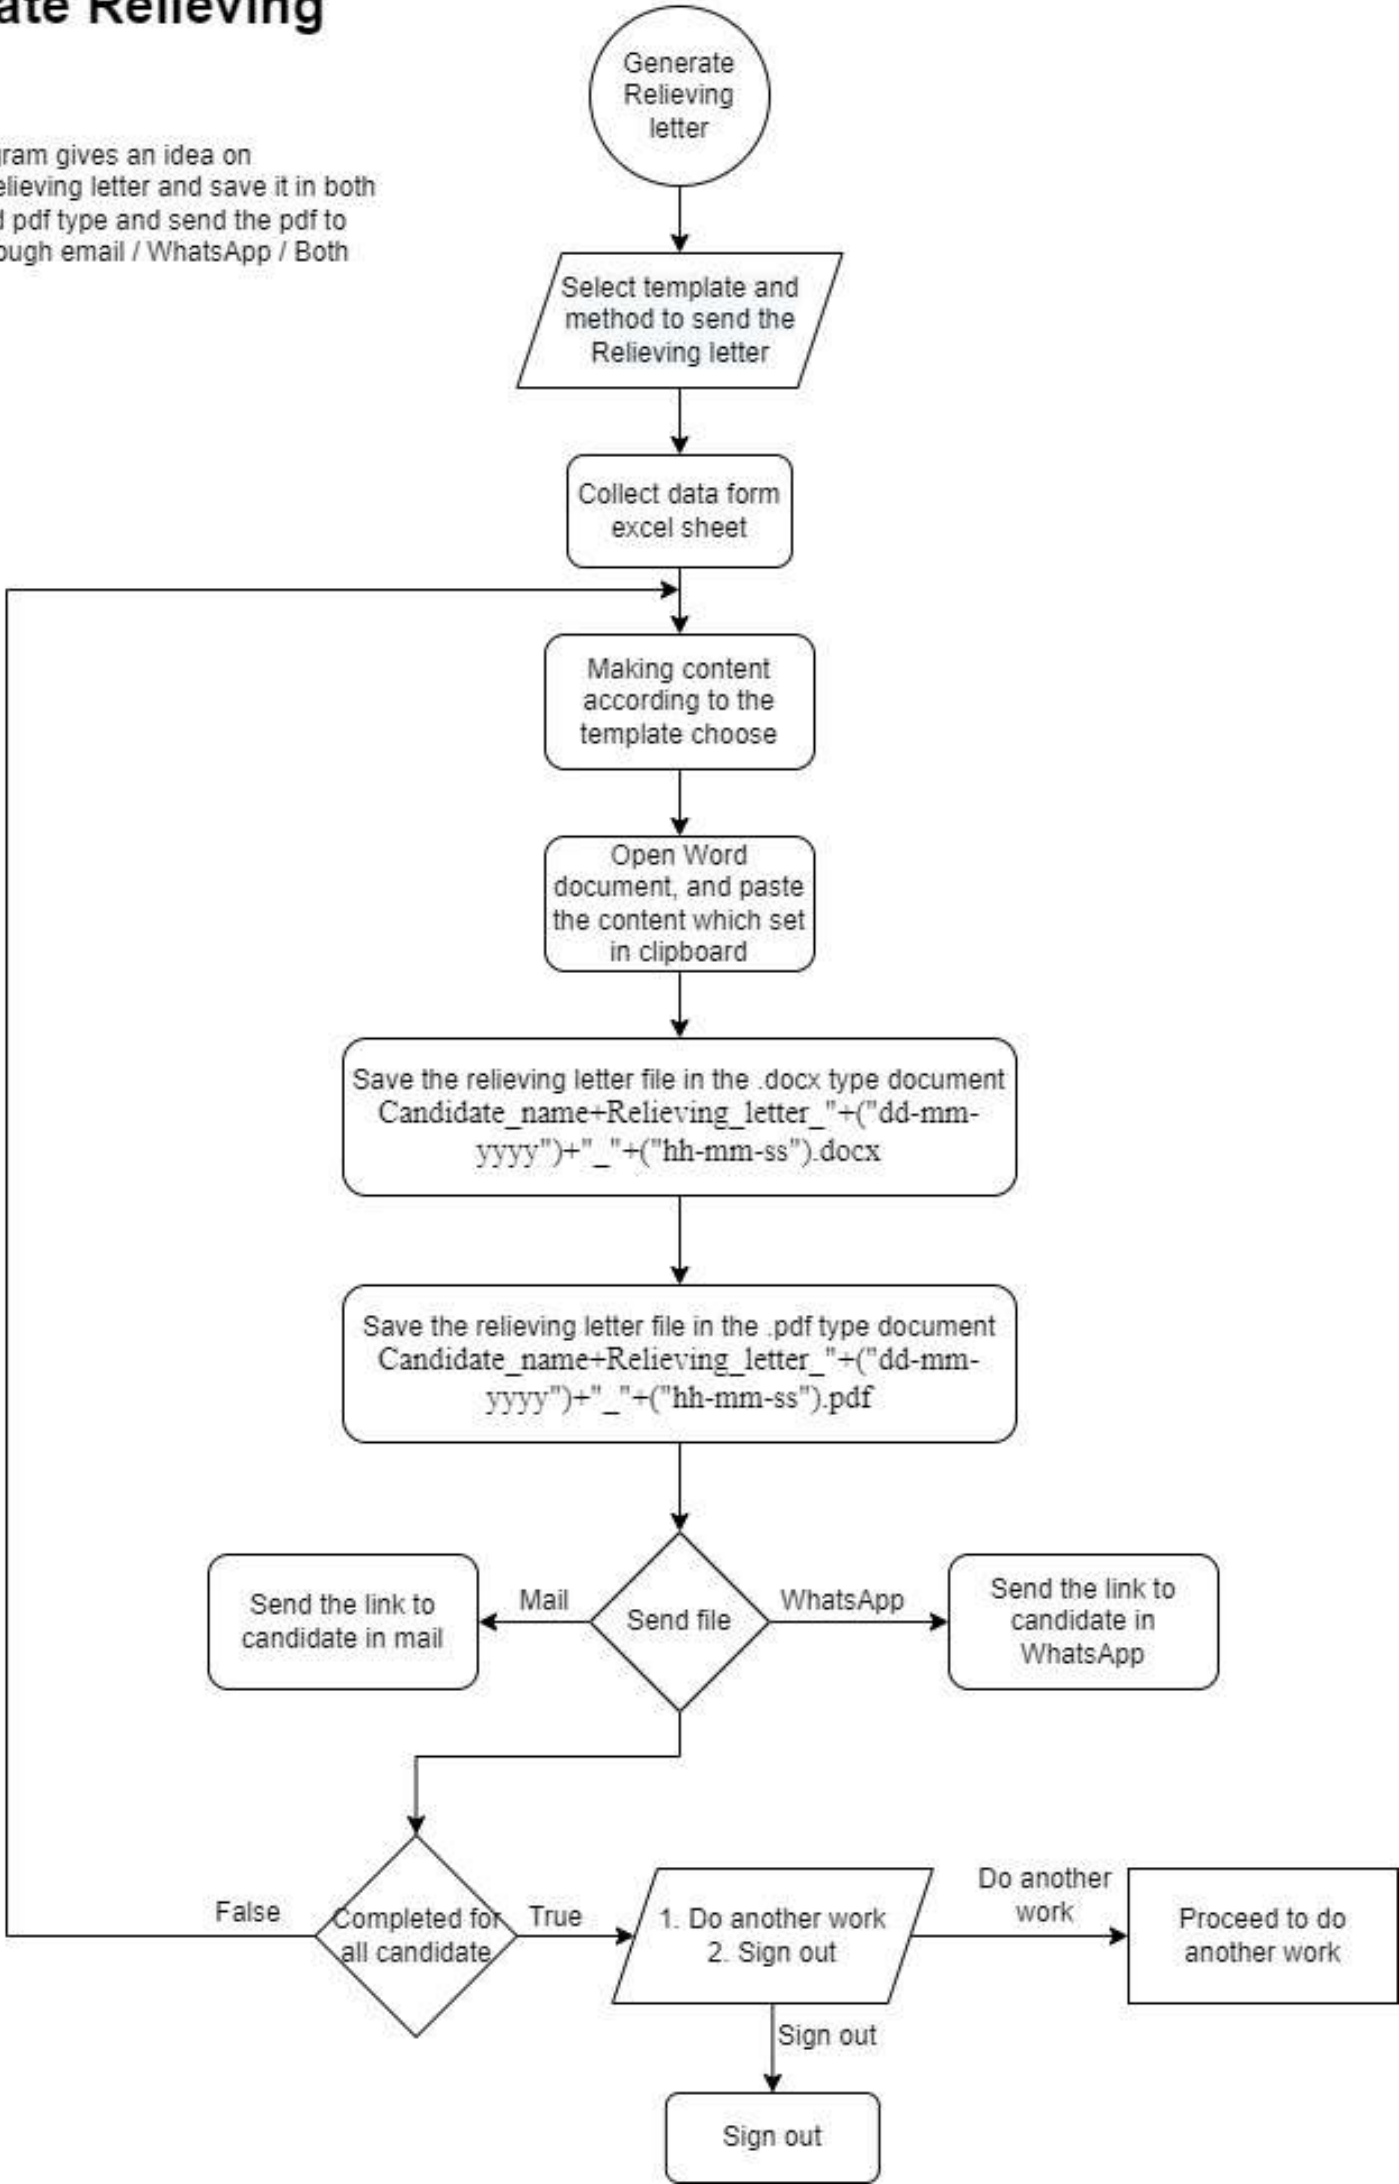 ate Relieving
gram gives an idea on
elieving letter and save it in both
d pdf type and send the pdf to
ough email / WhatsApp / Both
Generate
Relieving
letter
Select template and
method to send the
Relieving letter
Collect data form
excel sheet
Making content
according to the
template choose
Open Word
document, and paste
the content which set
in clipboard
Save the relieving letter file in the .docx type document
Candidate_name+Relieving_letter_"+("dd-mm-
yyyy")+"_"+("hh-mm-ss").docx
Save the relieving letter file in the .pdf type document
Candidate_name+Relieving_letter_"+("dd-mm-
yyyy")+"_"+("hh-mm-ss").pdf
Send the link to
candidate in mail
Mail
Send file
WhatsApp
Send the link to
candidate in
WhatsApp
False
Completed for
all candidate
True
1. Do another work
2. Sign out
Do another
work
Proceed to do
another work
Sign out
Sign out